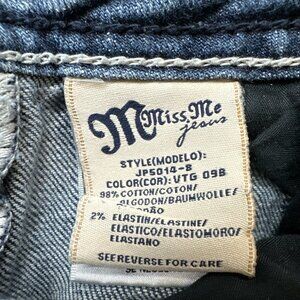 M Miss Me
jeans
STYLE(MODELO):
JP5014-B
COLOR(COR): VTG 09B
98% COTTON/COTON/
ALGODON/BAUMWOLLE/
2% ELASTIN/ELASTINE/
ELASTICO/ELASTOMORO/
ELASTANO
SEE REVERSE FOR CARE